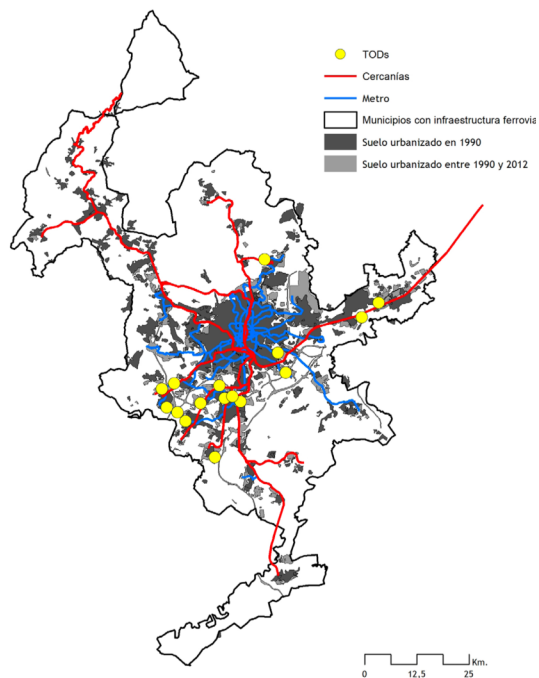 TODs
Cercanías
Metro
Municipios con infraestructura ferrovia
Suelo urbanizado en 1990
Suelo urbanizado entre 1990 y 2012
Km.
0 12,5 25